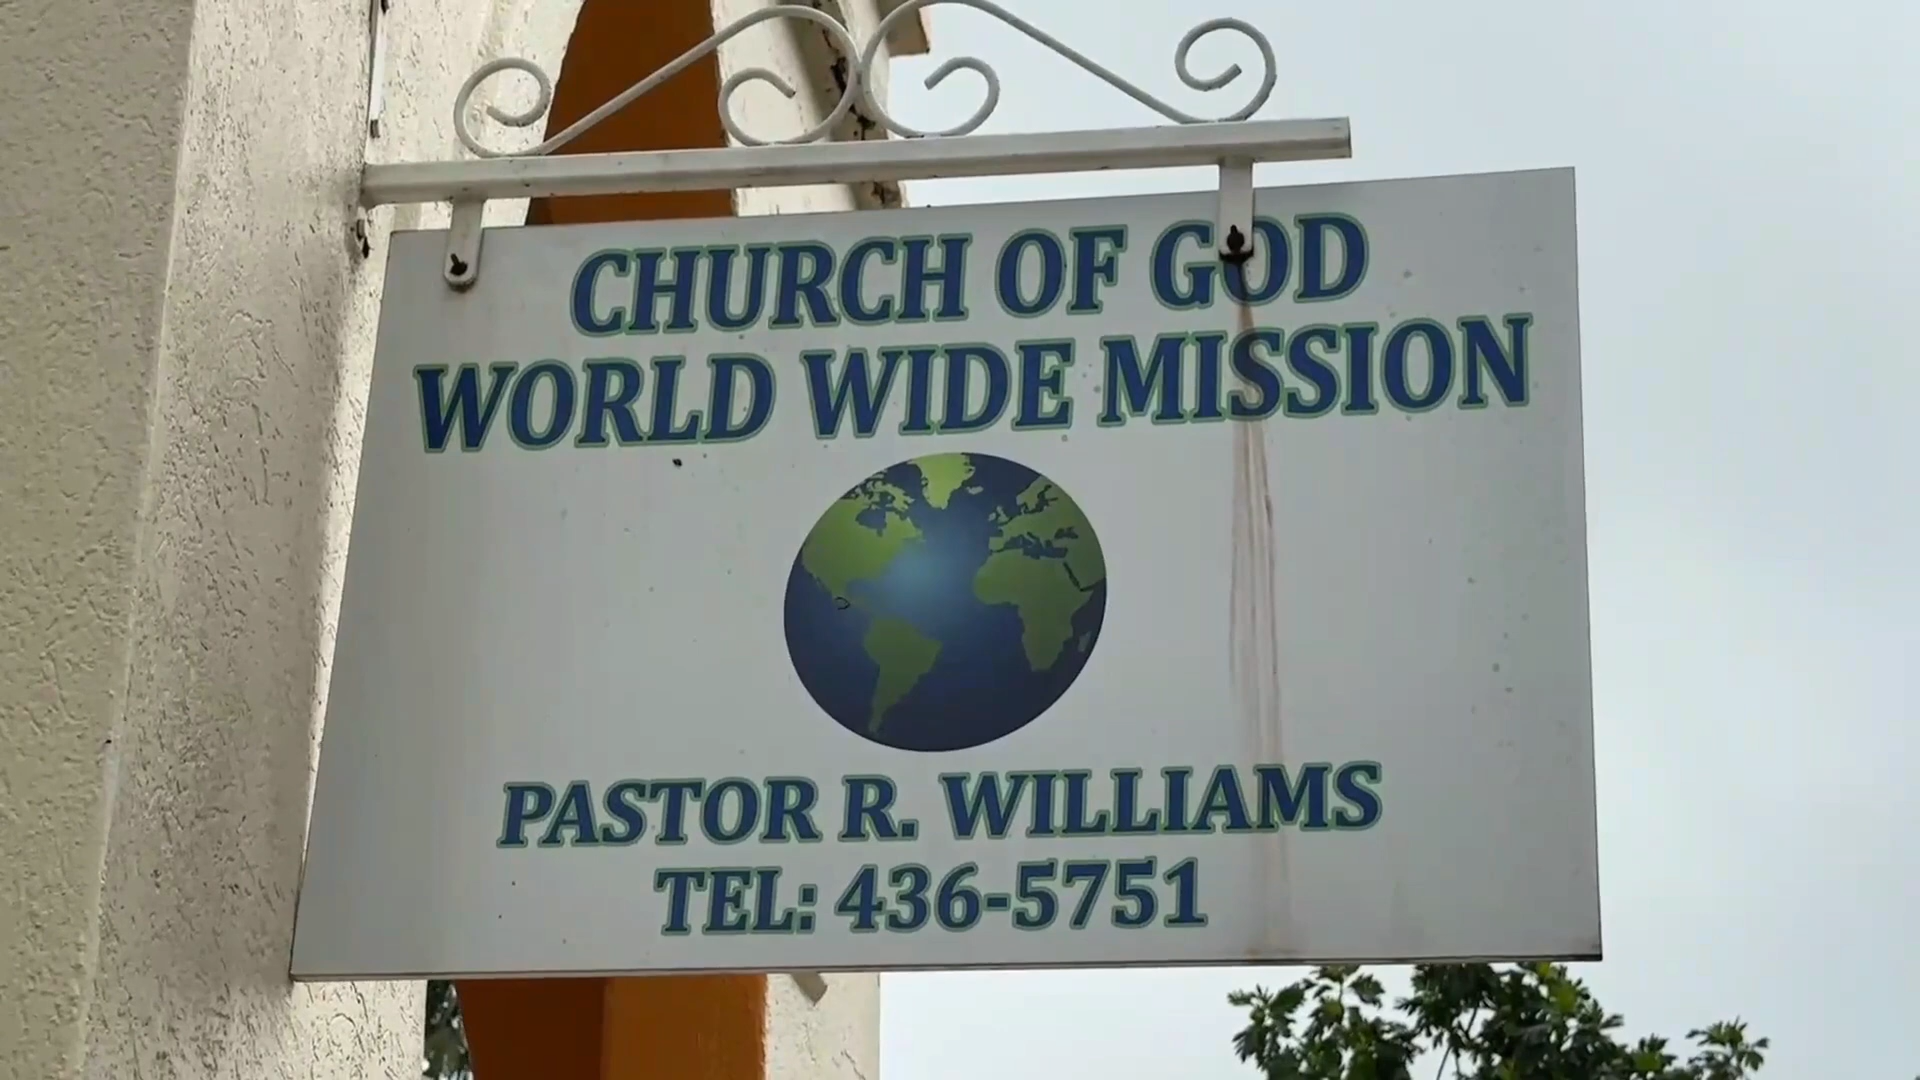 CHURCH OF GOD
WORLD WIDE MISSION
PASTOR R. WILLIAMS
TEL: 436-5751